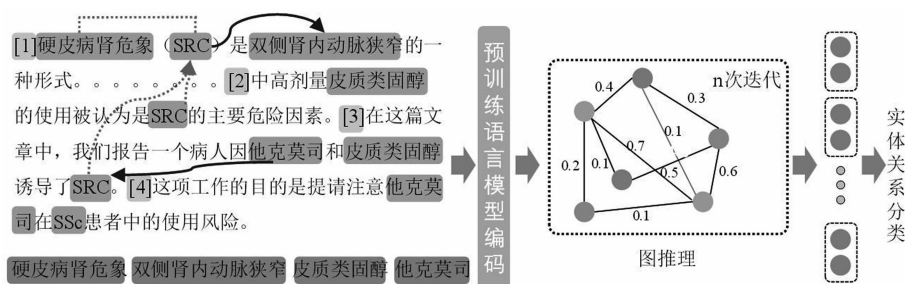 [1]硬皮病肾危象（SRC）是双侧肾内动脉狭窄的一
种形式。。。。。。。。。[2]中高剂量皮质类固醇
的使用被认为是SRC的主要危险因素。[3]在这篇文
章中，我们报告一个病人因他克莫司和皮质类固醇
诱导了SRC。[4]这项工作的目的是提请注意他克莫
司在SSc患者中的使用风险。
硬皮病肾危象 双侧肾内动脉狭窄 皮质类固醇 他克莫司
预训练语言模型编码
n次迭代
0.4
0.3
0.1
0.2
0.1
0.7
0.5
0.6
0.1
图推理
实体关系分类